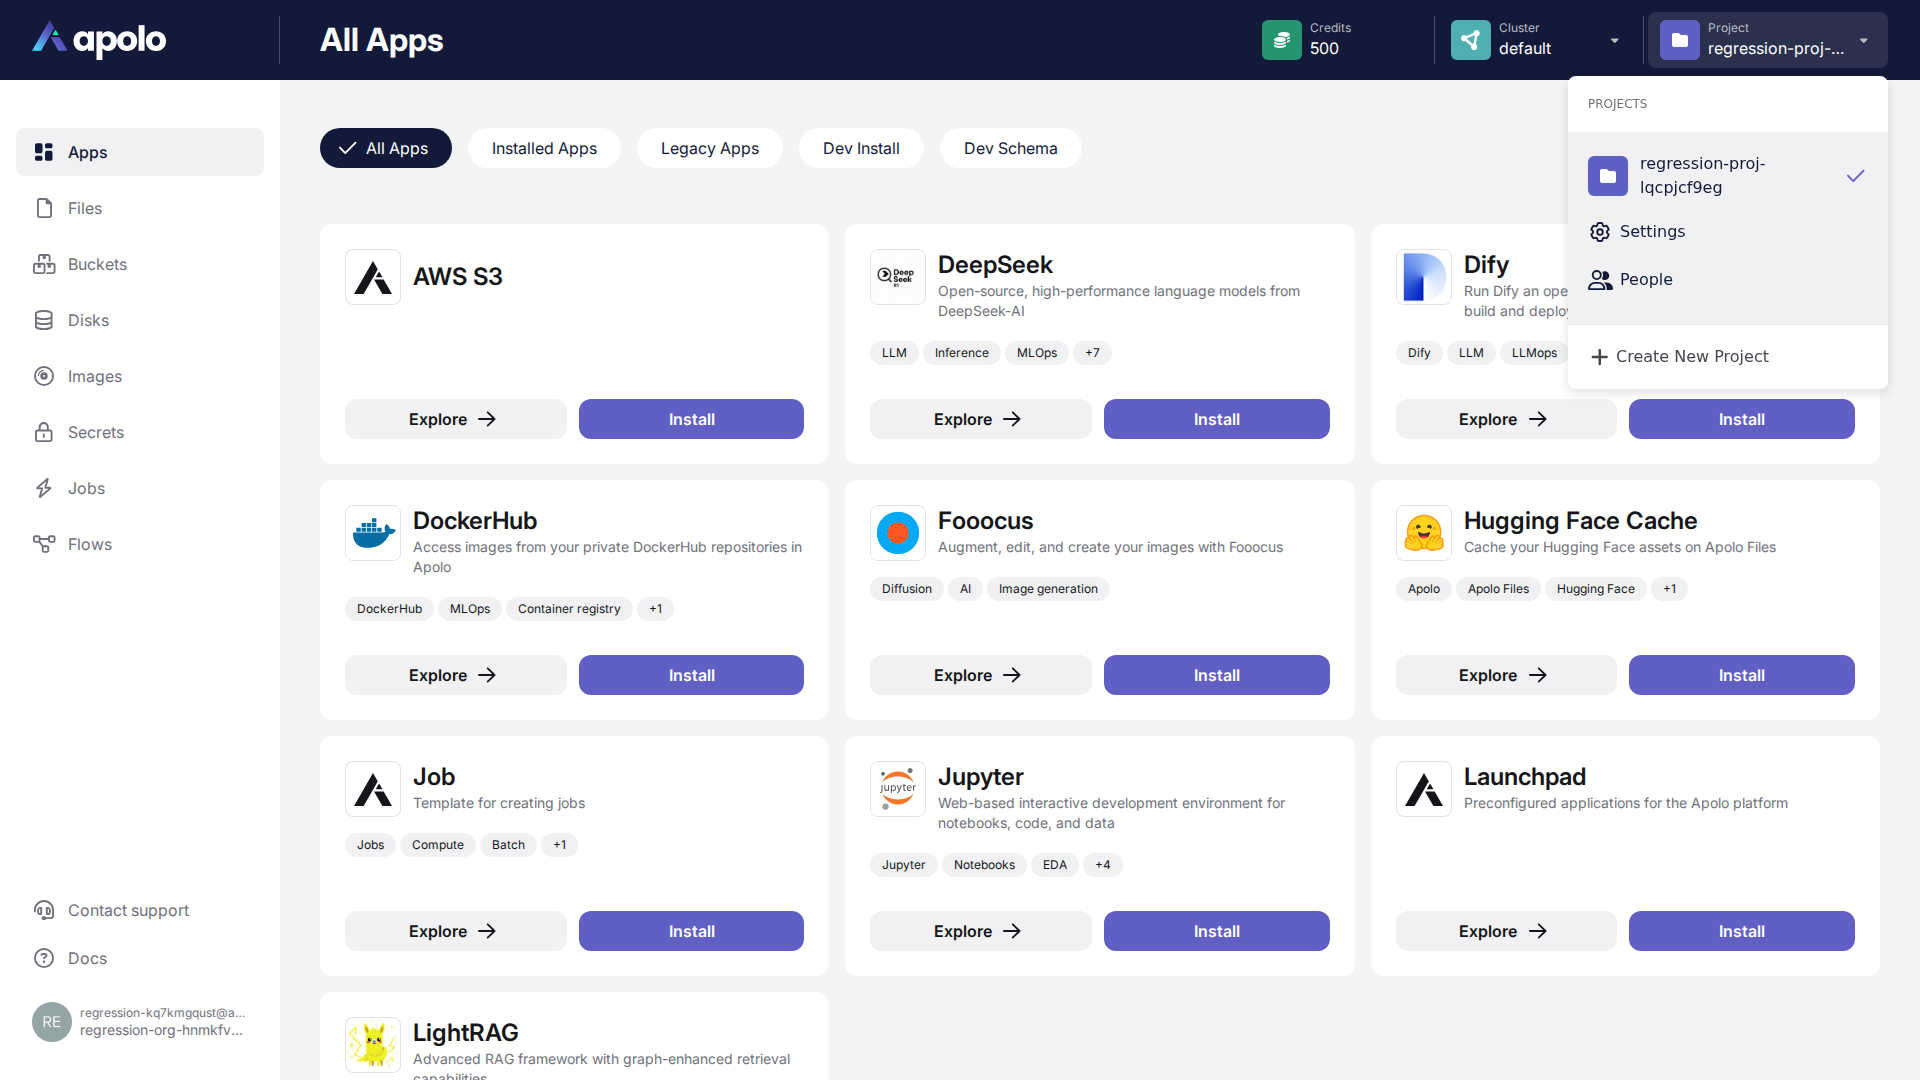 apolo
All Apps
Credits
500
Cluster
default
Project
regression-proj-...
PROJECTS
regression-proj-
lqcpjcf9eg
Settings
People
Create New Project
Apps
Files
Buckets
Disks
Images
Secrets
Jobs
Flows
Contact support
Docs
RE
regression-kq7kmgqust@a...
regression-org-hnmkfv...
All Apps
Installed Apps
Legacy Apps
Dev Install
Dev Schema
AWS S3
Explore
Install
Deep
Seek
DeepSeek
Open-source, high-performance language models from
DeepSeek-AI
LLM
Inference
MLOps
+7
Explore
Install
Dify
Run Dify an ope
build and deploy
Dify
LLM
LLMops
Explore
Install
DockerHub
Access images from your private DockerHub repositories in
Apolo
DockerHub
MLOps
Container registry
+1
Explore
Install
Fooocus
Augment, edit, and create your images with Fooocus
Diffusion
AI
Image generation
Explore
Install
Hugging Face Cache
Cache your Hugging Face assets on Apolo Files
Apolo
Apolo Files
Hugging Face
+1
Explore
Install
Job
Template for creating jobs
Jobs
Compute
Batch
+1
Explore
Install
jupyter
Jupyter
Web-based interactive development environment for
notebooks, code, and data
Jupyter
Notebooks
EDA
+4
Explore
Install
Launchpad
Preconfigured applications for the Apolo platform
Explore
Install
LightRAG
Advanced RAG framework with graph-enhanced retrieval
capabilities